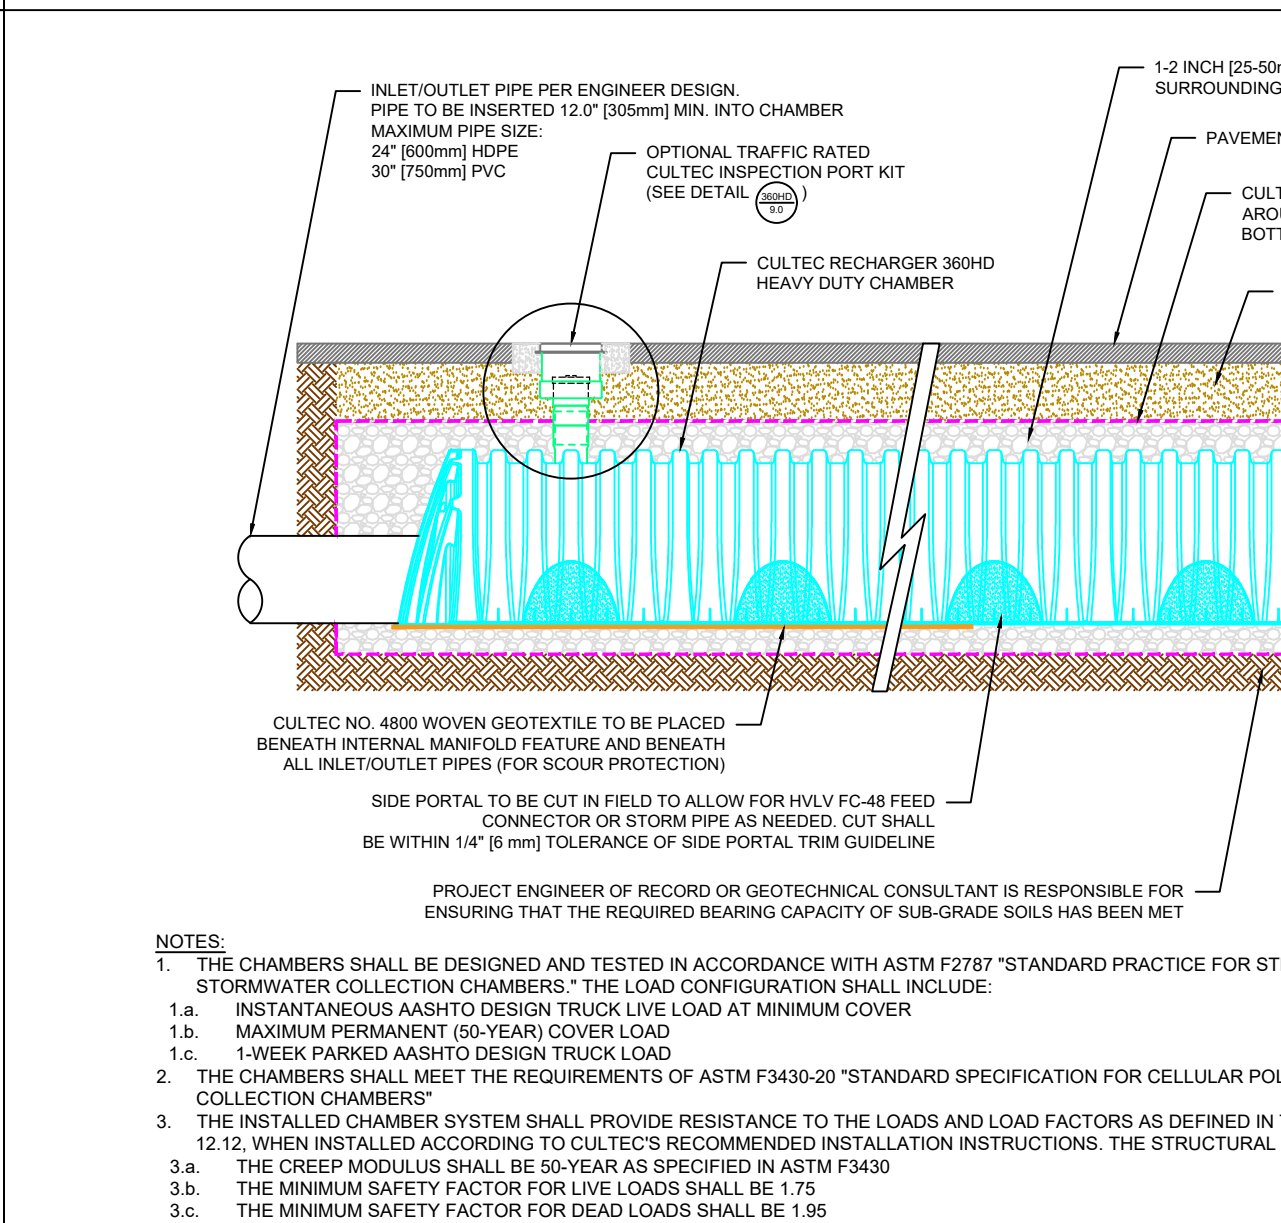 INLET/OUTLET PIPE PER ENGINEER DESIGN.
PIPE TO BE INSERTED 12.0" [305mm] MIN. INTO CHAMBER
MAXIMUM PIPE SIZE:
24" [600mm] HDPE
30" [750mm] PVC
OPTIONAL TRAFFIC RATED
CULTEC INSPECTION PORT KIT
(SEE DETAIL 360HD 9.0 )
CULTEC RECHARGER 360HD
HEAVY DUTY CHAMBER
1-2 INCH [25-50
SURROUNDING
PAVEMEN
CULT
AROU
BOTT
CULTEC NO. 4800 WOVEN GEOTEXTILE TO BE PLACED
BENEATH INTERNAL MANIFOLD FEATURE AND BENEATH
ALL INLET/OUTLET PIPES (FOR SCOUR PROTECTION)
SIDE PORTAL TO BE CUT IN FIELD TO ALLOW FOR HVLV FC-48 FEED
CONNECTOR OR STORM PIPE AS NEEDED. CUT SHALL
BE WITHIN 1/4" [6 mm] TOLERANCE OF SIDE PORTAL TRIM GUIDELINE
PROJECT ENGINEER OF RECORD OR GEOTECHNICAL CONSULTANT IS RESPONSIBLE FOR
ENSURING THAT THE REQUIRED BEARING CAPACITY OF SUB-GRADE SOILS HAS BEEN MET
NOTES:
1. THE CHAMBERS SHALL BE DESIGNED AND TESTED IN ACCORDANCE WITH ASTM F2787 "STANDARD PRACTICE FOR ST
STORMWATER COLLECTION CHAMBERS." THE LOAD CONFIGURATION SHALL INCLUDE:
1.a. INSTANTANEOUS AASHTO DESIGN TRUCK LIVE LOAD AT MINIMUM COVER
1.b. MAXIMUM PERMANENT (50-YEAR) COVER LOAD
1.c. 1-WEEK PARKED AASHTO DESIGN TRUCK LOAD
2. THE CHAMBERS SHALL MEET THE REQUIREMENTS OF ASTM F3430-20 "STANDARD SPECIFICATION FOR CELLULAR POL
COLLECTION CHAMBERS"
3. THE INSTALLED CHAMBER SYSTEM SHALL PROVIDE RESISTANCE TO THE LOADS AND LOAD FACTORS AS DEFINED IN
12.12, WHEN INSTALLED ACCORDING TO CULTEC'S RECOMMENDED INSTALLATION INSTRUCTIONS. THE STRUCTURAL
3.a. THE CREEP MODULUS SHALL BE 50-YEAR AS SPECIFIED IN ASTM F3430
3.b. THE MINIMUM SAFETY FACTOR FOR LIVE LOADS SHALL BE 1.75
3.c. THE MINIMUM SAFETY FACTOR FOR DEAD LOADS SHALL BE 1.95